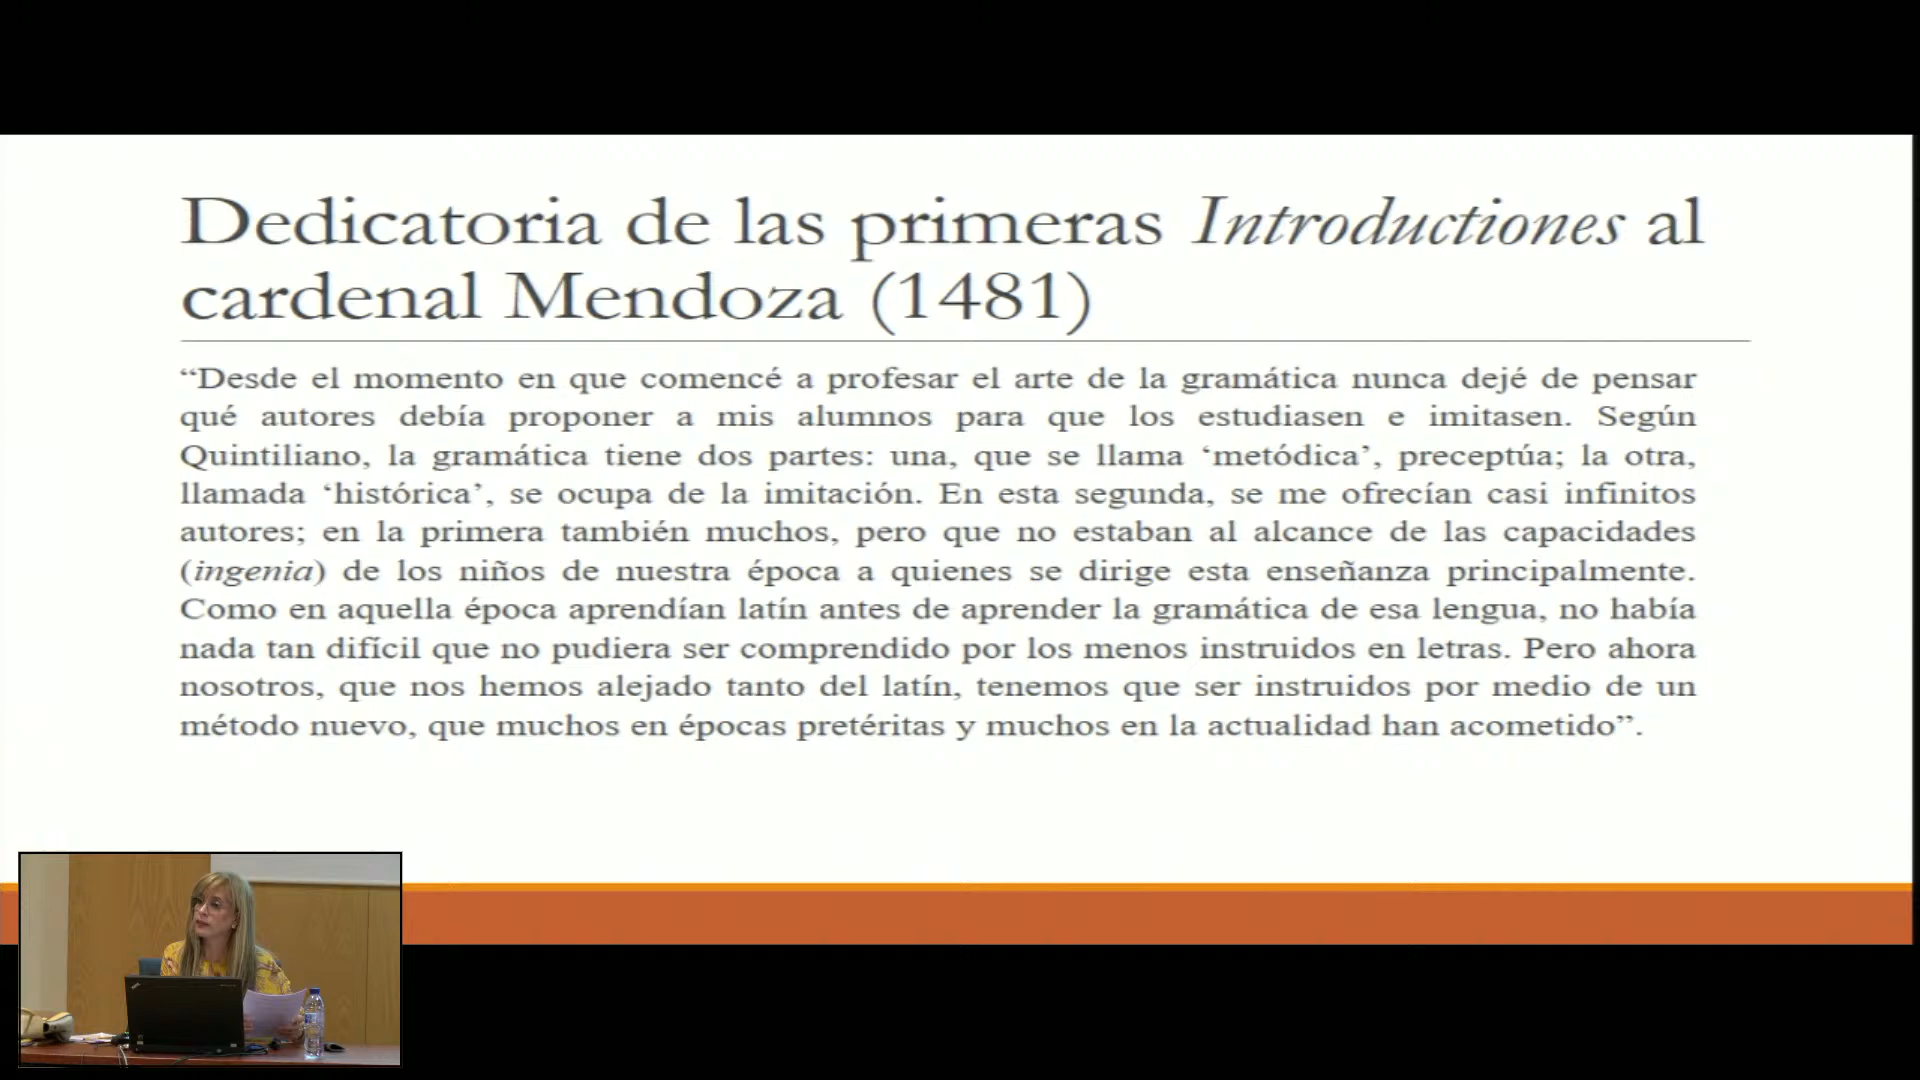 Dedicatoria de las primeras Introductiones al
cardenal Mendoza (1481)
“Desde el momento en que comencé a profesar el arte de la gramática nunca dejé de pensar
qué autores debía proponer a mis alumnos para que los estudiasen e imitasen. Según
Quintiliano, la gramática tiene dos partes: una, que se llama ‘metódica’, preceptúa; la otra,
llamada ‘histórica’, se ocupa de la imitación. En esta segunda, se me ofrecían casi infinitos
autores; en la primera también muchos, pero que no estaban al alcance de las capacidades
(ingenia) de los niños de nuestra época a quienes se dirige esta enseñanza principalmente.
Como en aquella época aprendían latín antes de aprender la gramática de esa lengua, no había
nada tan difícil que no pudiera ser comprendido por los menos instruidos en letras. Pero ahora
nosotros, que nos hemos alejado tanto del latín, tenemos que ser instruidos por medio de un
método nuevo, que muchos en épocas pretéritas y muchos en la actualidad han acometido”.